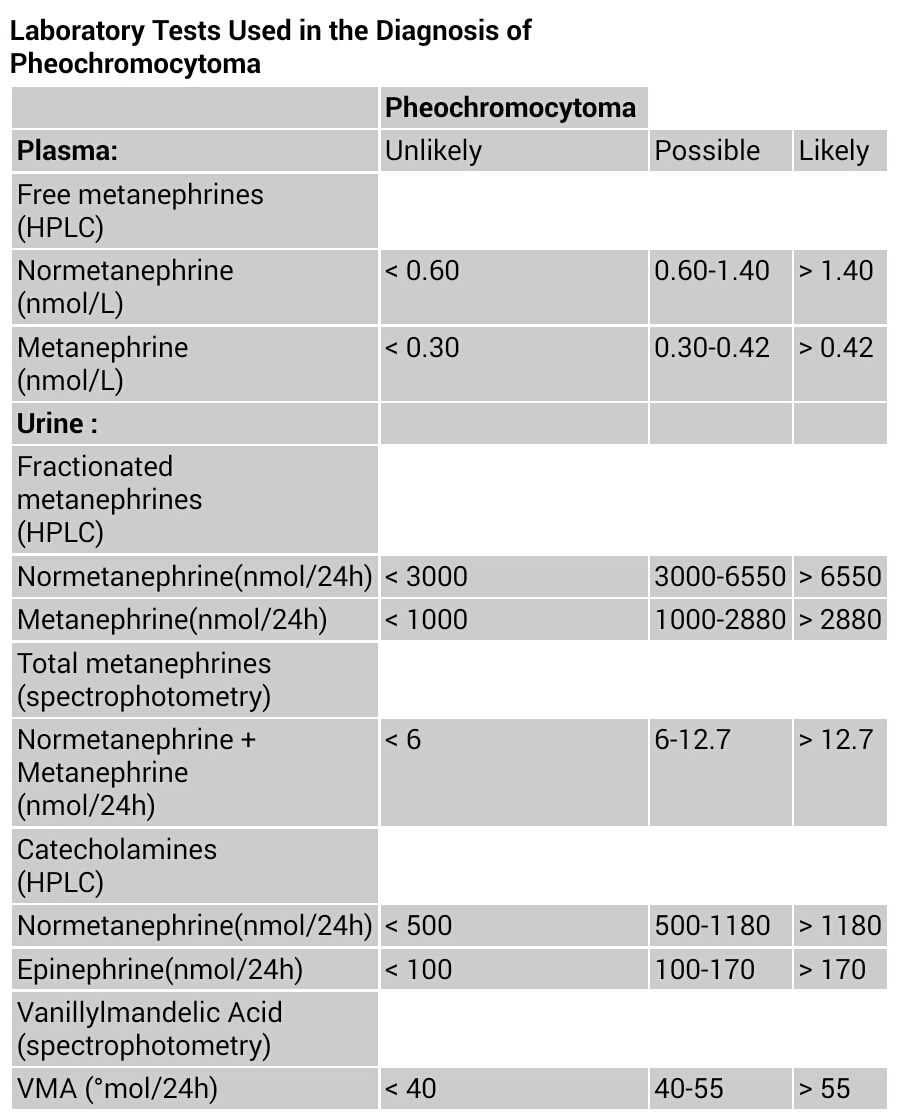 Laboratory Tests Used in the Diagnosis of
Pheochromocytoma
Pheochromocytoma
Plasma: Unlikely Possible Likely
Free metanephrines
(HPLC)
Normetanephrine < 0.60 0.60-1.40 > 1.40
(nmol/L)
Metanephrine < 0.30 0.30-0.42 > 0.42
(nmol/L)
Urine :
Fractionated
metanephrines
(HPLC)
Normetanephrine(nmol/24h) < 3000 3000-6550 > 6550
Metanephrine(nmol/24h) < 1000 1000-2880 > 2880
Total metanephrines
(spectrophotometry)
Normetanephrine + < 6 6-12.7 > 12.7
Metanephrine
(nmol/24h)
Catecholamines
(HPLC)
Normetanephrine(nmol/24h) < 500 500-1180 > 1180
Epinephrine(nmol/24h) < 100 100-170 > 170
Vanillylmandelic Acid
(spectrophotometry)
VMA (°mol/24h) < 40 40-55 > 55